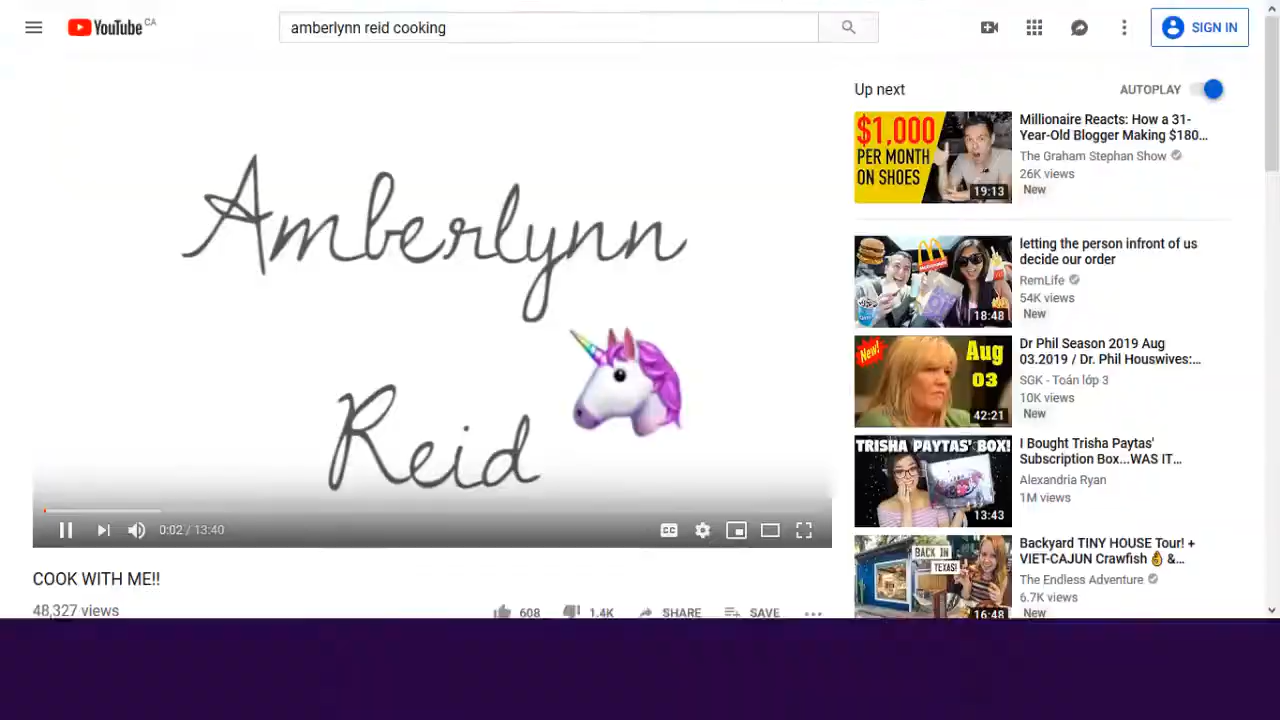 YouTube CA
amberlynn reid cooking
SIGN IN
Amberlynn
Reid
0:02 / 13:40
CC
COOK WITH ME!!
48,327 views
608
1.4K
SHARE
SAVE
Up next
AUTOPLAY
$1,000
PER MONTH
ON SHOES
19:13
Millionaire Reacts: How a 31-
Year-Old Blogger Making $180...
The Graham Stephan Show
26K views
New
18:48
letting the person infront of us
decide our order
RemLife
54K views
New
New!
Aug
03
42:21
Dr Phil Season 2019 Aug
03.2019 / Dr. Phil Houswives:...
SGK - Toán lớp 3
10K views
New
TRISHA PAYTAS' BOX!
13:43
I Bought Trisha Paytas'
Subscription Box...WAS IT...
Alexandria Ryan
1M views
BACK IN
TEXAS!
16:48
Backyard TINY HOUSE Tour! +
VIET-CAJUN Crawfish 👌 &...
The Endless Adventure
6.7K views
New